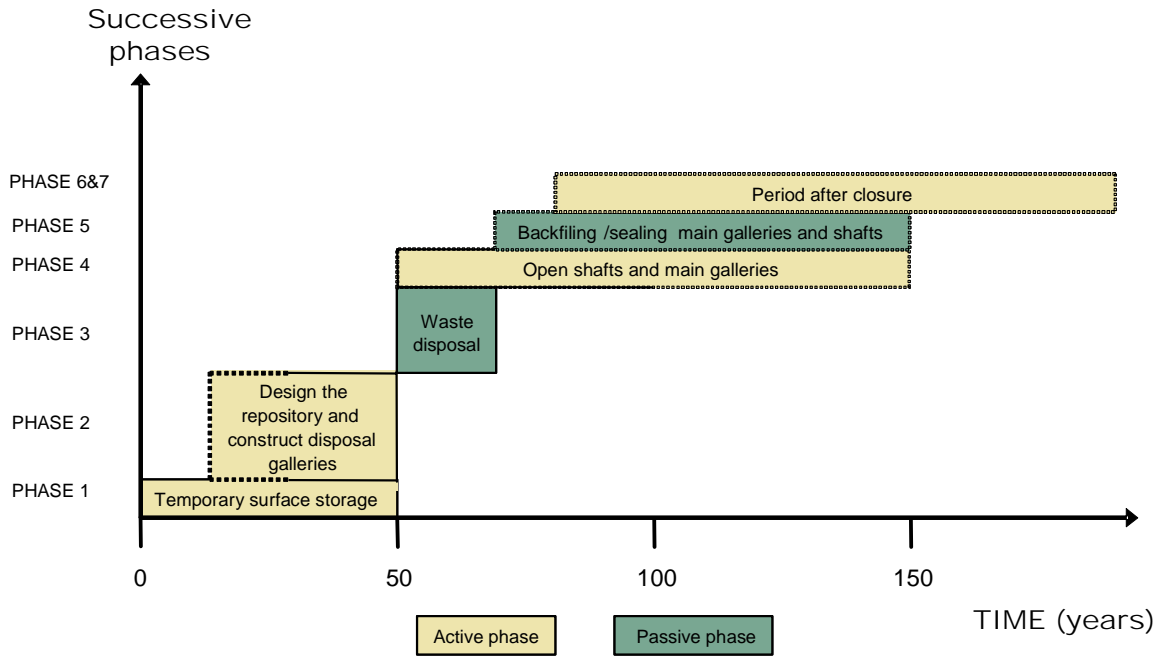 Successive
phases
PHASE 6&7
Period after closure
PHASE 5
Backfiling /sealing main galleries and shafts
PHASE 4
Open shafts and main galleries
PHASE 3
Waste
disposal
PHASE 2
Design the
repository and
construct disposal
galleries
PHASE 1
Temporary surface storage
0
50
100
150
TIME (years)
Active phase
Passive phase